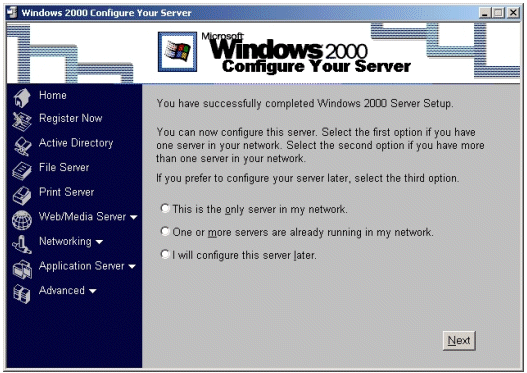 Windows 2000 Configure Your Server
Microsoft
Windows 2000
Configure Your Server
Home
Register Now
Active Directory
File Server
Print Server
Web/Media Server
Networking
Application Server
Advanced
You have successfully completed Windows 2000 Server Setup.
You can now configure this server. Select the first option if you have
one server in your network. Select the second option if you have more
than one server in your network.
If you prefer to configure your server later, select the third option.
This is the only server in my network.
One or more servers are already running in my network.
I will configure this server later.
Next